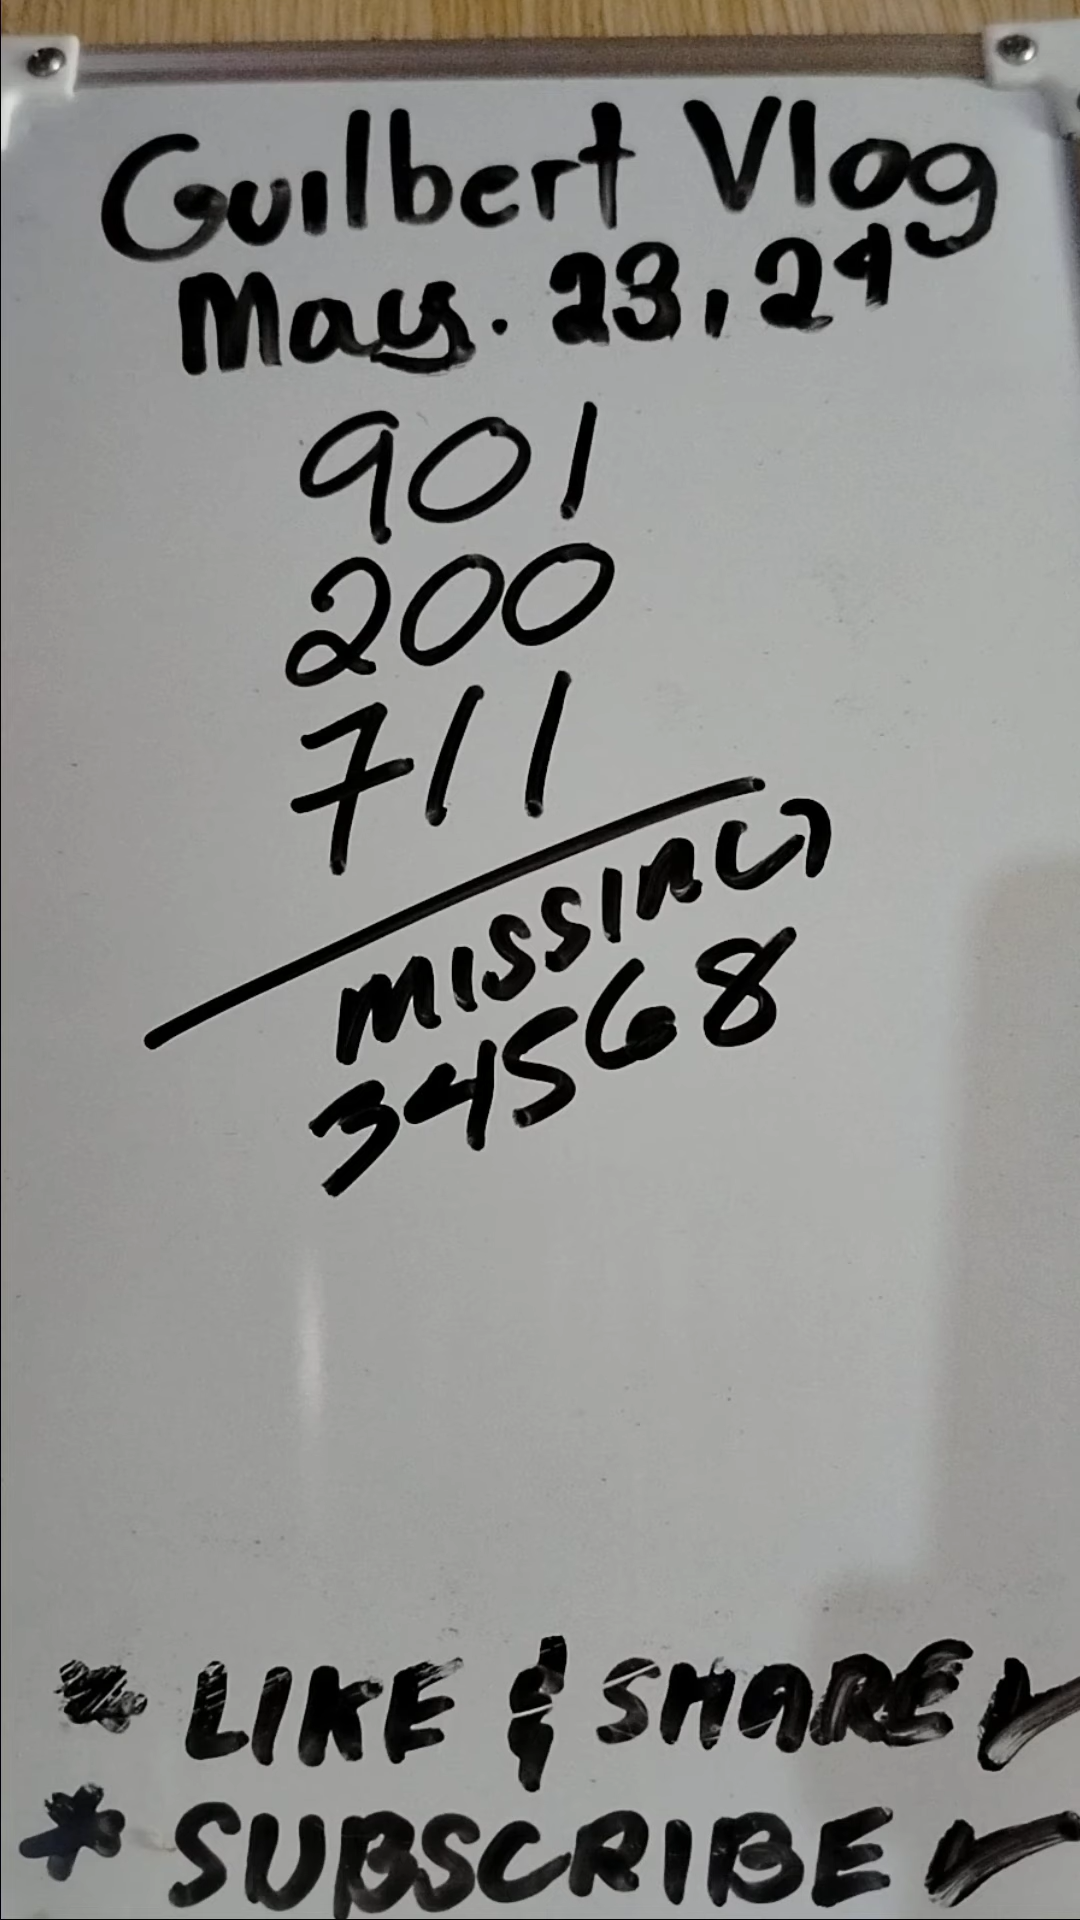 Guilbert Vlog
May. 23, 24
901
200
711
MISSING
34568
* LIKE & SHARE ✓
* SUBSCRIBE ✓